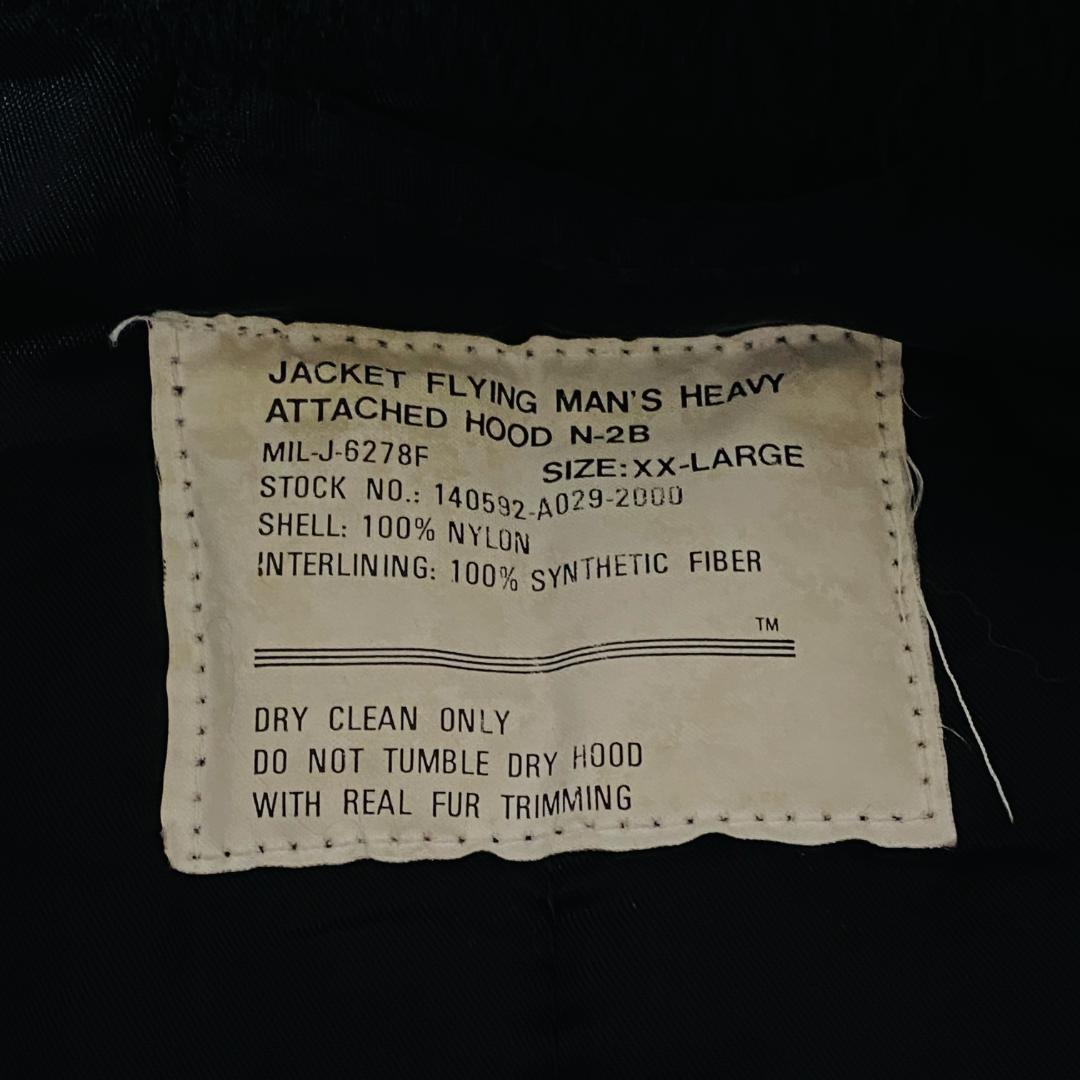 JACKET FLYING MAN'S HEAVY
ATTACHED HOOD N-2B
MIL-J-6278F SIZE: XX-LARGE
STOCK NO.: 140592-A029-2000
SHELL: 100% NYLON
INTERLINING: 100% SYNTHETIC FIBER
TM
DRY CLEAN ONLY
DO NOT TUMBLE DRY HOOD
WITH REAL FUR TRIMMING